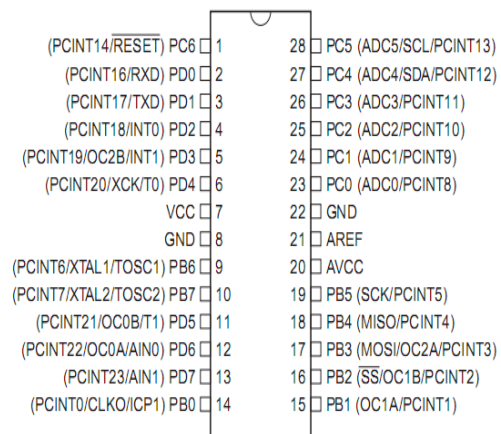 (PCINT14/RESET) PC6 1 28 PC5 (ADC5/SCL/PCINT13)
(PCINT16/RXD) PD0 2 27 PC4 (ADC4/SDA/PCINT12)
(PCINT17/TXD) PD1 3 26 PC3 (ADC3/PCINT11)
(PCINT18/INT0) PD2 4 25 PC2 (ADC2/PCINT10)
(PCINT19/OC2B/INT1) PD3 5 24 PC1 (ADC1/PCINT9)
(PCINT20/XCK/T0) PD4 6 23 PC0 (ADC0/PCINT8)
VCC 7 22 GND
GND 8 21 AREF
(PCINT6/XTAL1/TOSC1) PB6 9 20 AVCC
(PCINT7/XTAL2/TOSC2) PB7 10 19 PB5 (SCK/PCINT5)
(PCINT21/OC0B/T1) PD5 11 18 PB4 (MISO/PCINT4)
(PCINT22/OC0A/AIN0) PD6 12 17 PB3 (MOSI/OC2A/PCINT3)
(PCINT23/AIN1) PD7 13 16 PB2 (SS/OC1B/PCINT2)
(PCINT0/CLKO/ICP1) PB0 14 15 PB1 (OC1A/PCINT1)